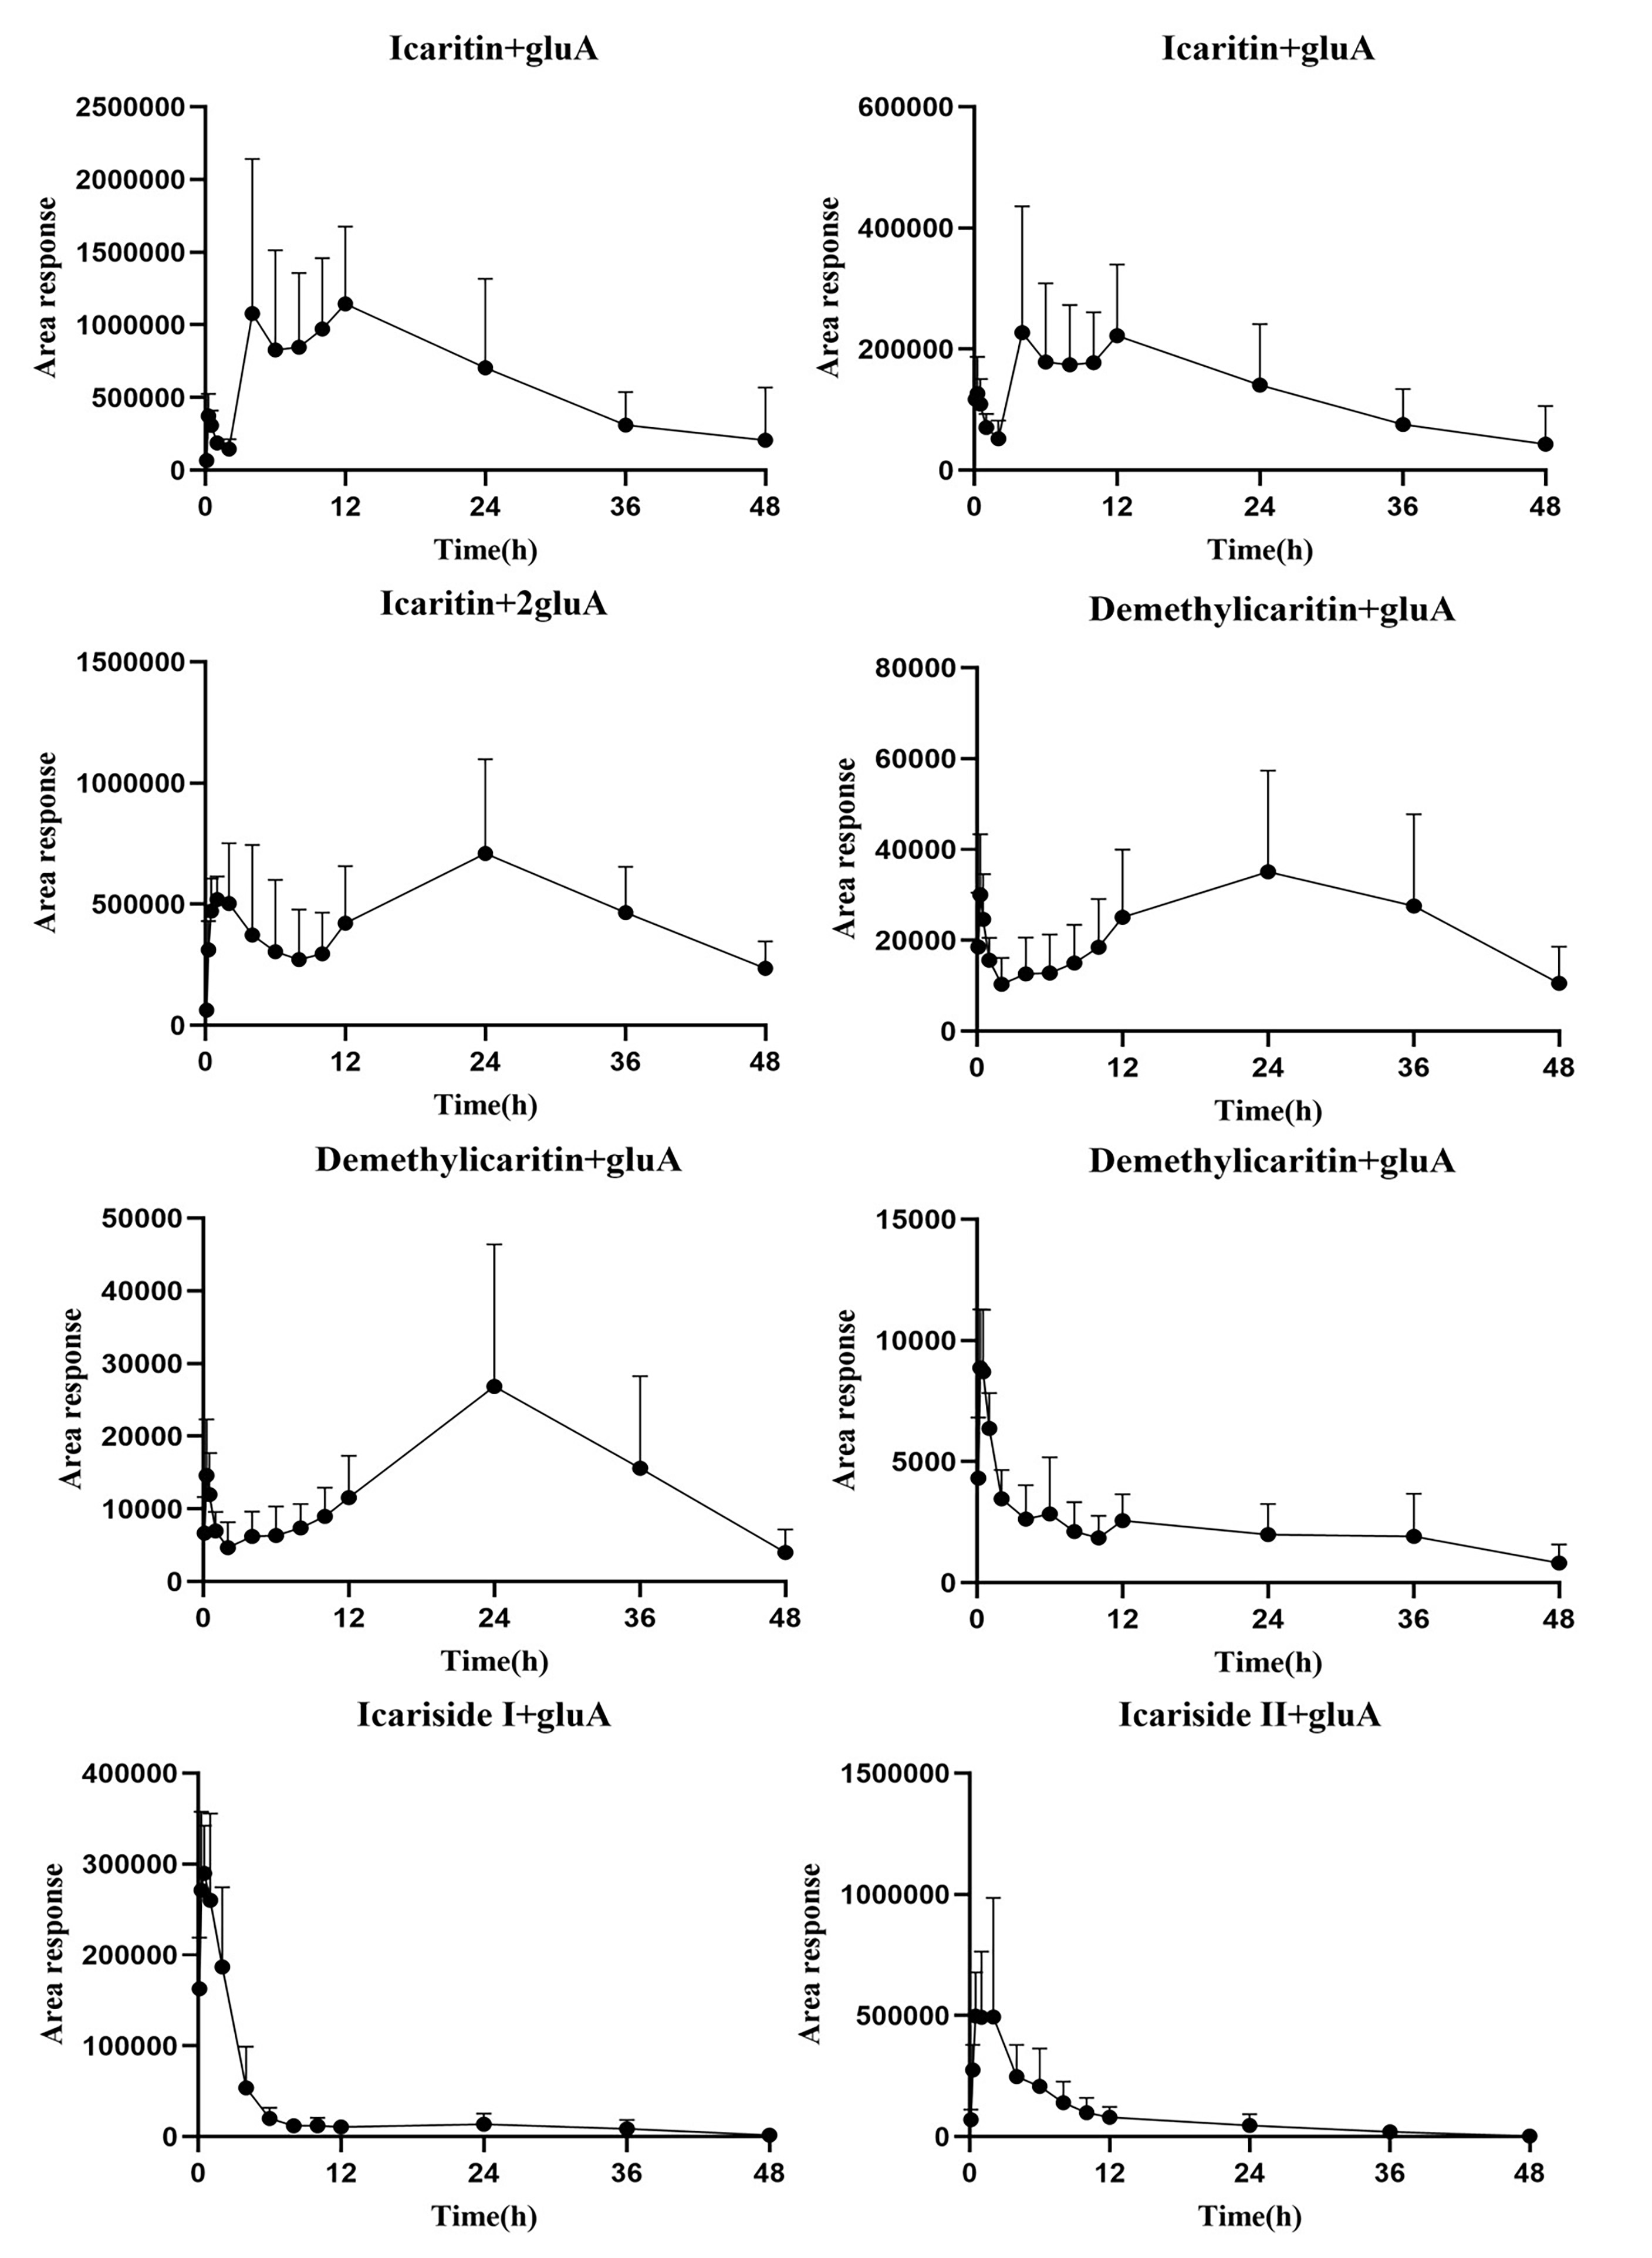 Icaritin+gluA
2500000
2000000
1500000
1000000
500000
0
Area response
0 12 24 36 48
Time(h)
Icaritin+gluA
600000
400000
200000
0
Area response
0 12 24 36 48
Time(h)
Icaritin+2gluA
1500000
1000000
500000
0
Area response
0 12 24 36 48
Time(h)
Demethylicaritin+gluA
80000
60000
40000
20000
0
Area response
0 12 24 36 48
Time(h)
Demethylicaritin+gluA
50000
40000
30000
20000
10000
0
Area response
0 12 24 36 48
Time(h)
Demethylicaritin+gluA
15000
10000
5000
0
Area response
0 12 24 36 48
Time(h)
Icariside I+gluA
400000
300000
200000
100000
0
Area response
0 12 24 36 48
Time(h)
Icariside II+gluA
1500000
1000000
500000
0
Area response
0 12 24 36 48
Time(h)